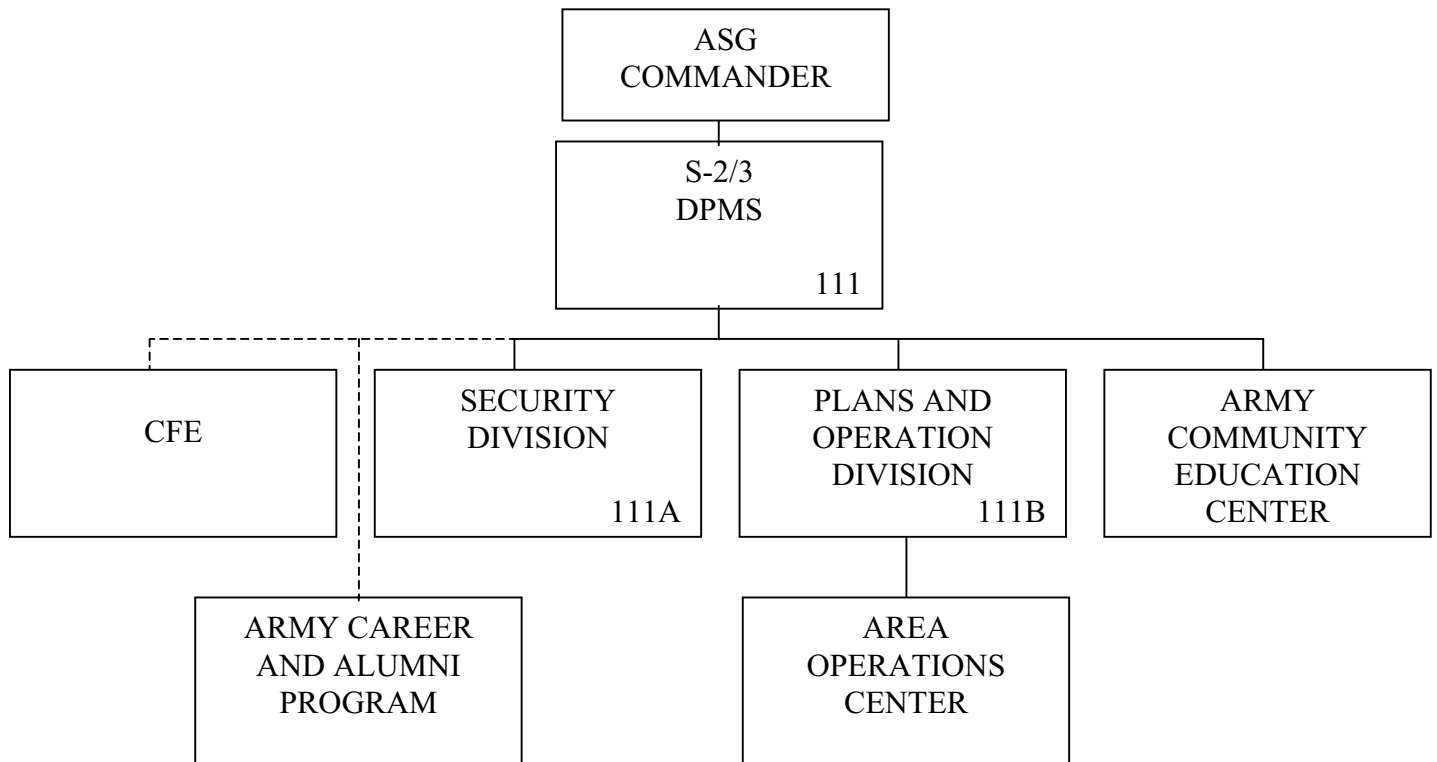 ASG
COMMANDER
S-2/3
DPMS
111
CFE
SECURITY
DIVISION
111A
PLANS AND
OPERATION
DIVISION
111B
ARMY
COMMUNITY
EDUCATION
CENTER
ARMY CAREER
AND ALUMNI
PROGRAM
AREA
OPERATIONS
CENTER